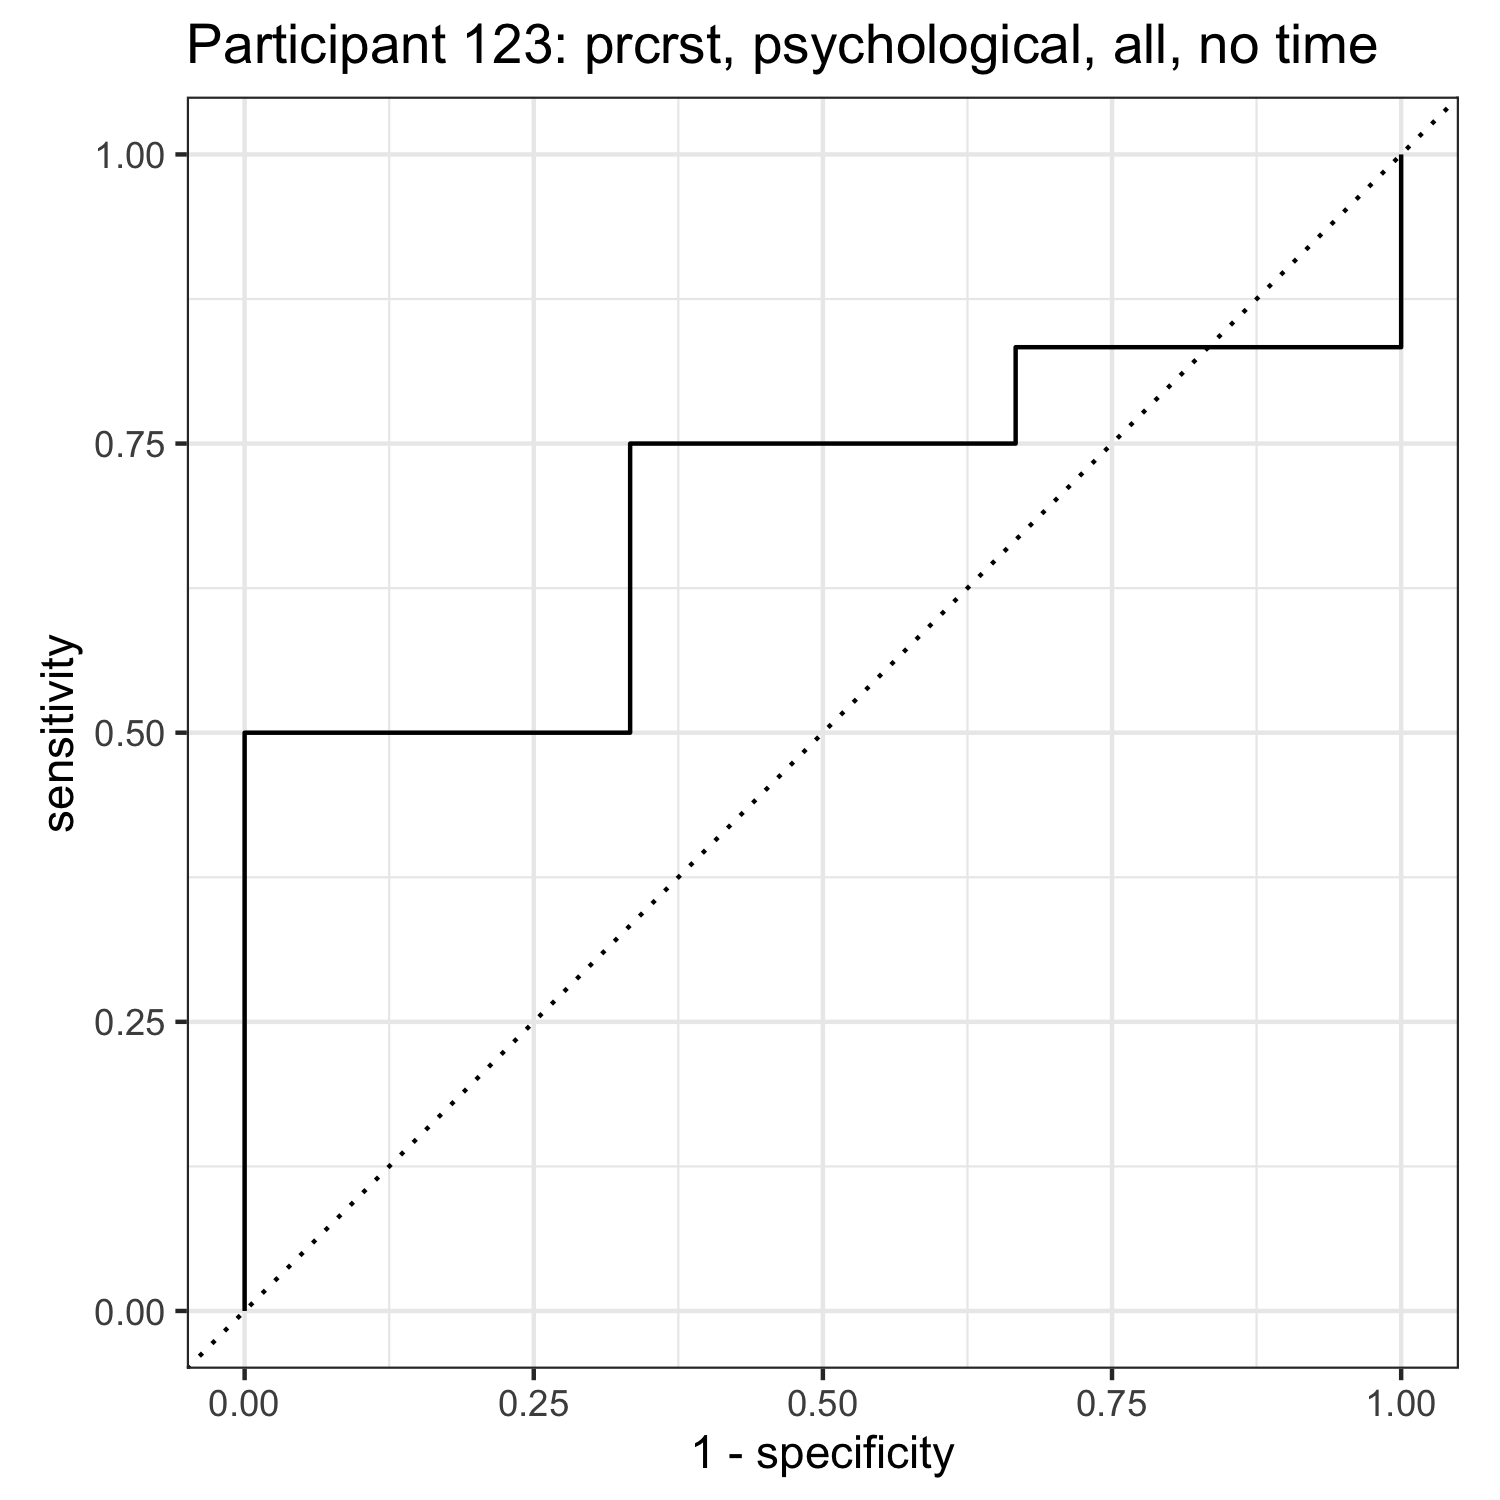 Participant 123: prcrst, psychological, all, no time
1.00
0.75
0.50
0.25
0.00
sensitivity
0.00 0.25 0.50 0.75 1.00
1 - specificity